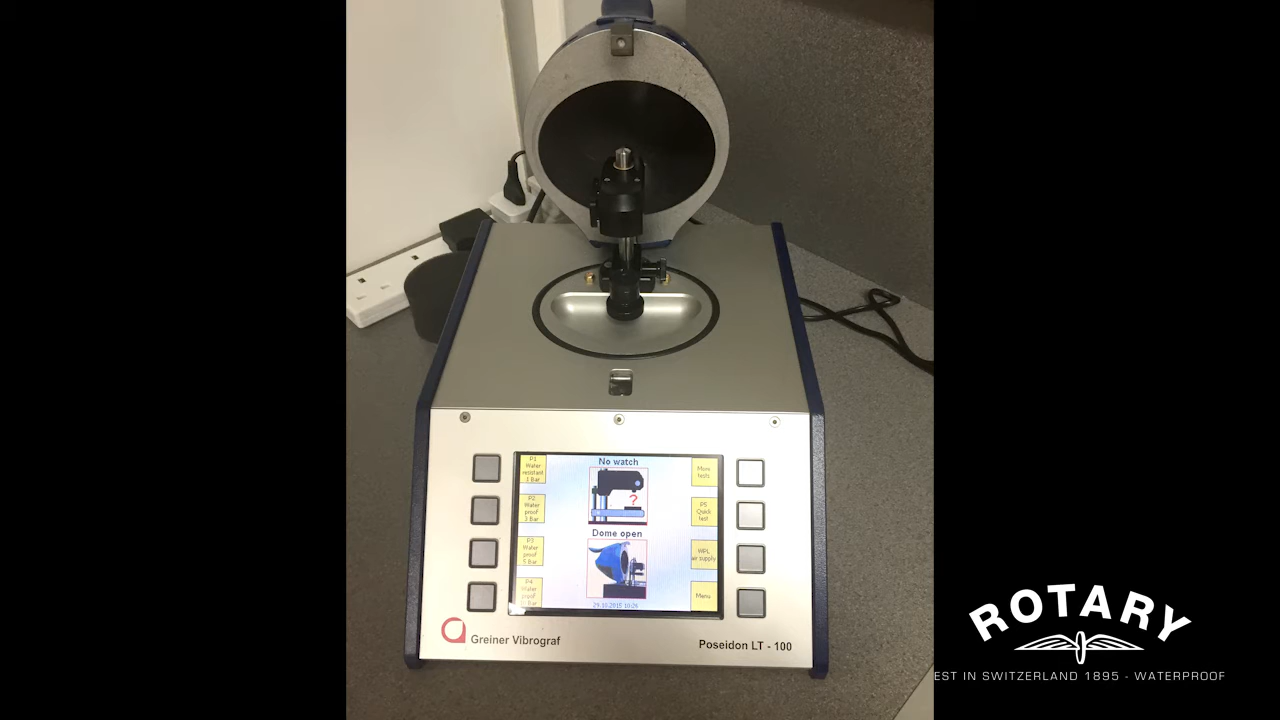 No watch
P1
Water
resistant
3 Bar
More
tests
?
P2
Water
proof
3 Bar
P5
Quick
test
Dome open
P3
Water
proof
5 Bar
WPL
air supply
P4
Water
proof
Bar
Menu
29.10.2015 10:26
Greiner Vibrograf
Poseidon LT - 100
ROTARY
EST IN SWITZERLAND 1895 - WATERPROOF